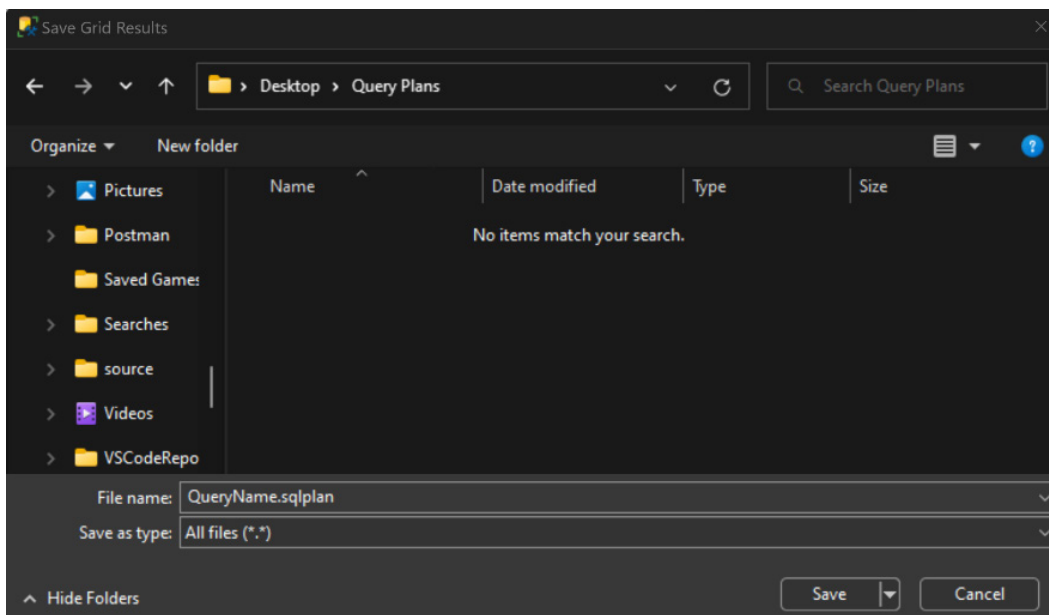 Save Grid Results
Desktop > Query Plans
Search Query Plans
Organize
New folder
Name
Date modified
Type
Size
No items match your search.
Pictures
Postman
Saved Games
Searches
source
Videos
VSCodeRepo
File name: QueryName.sqlplan
Save as type: All files (*.*)
Hide Folders
Save
Cancel